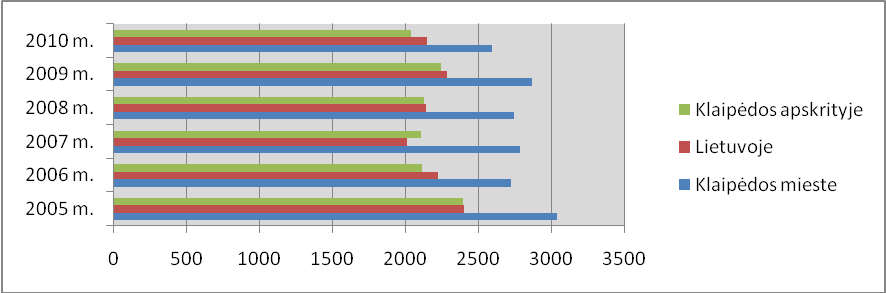 2010 m.
2009 m.
2008 m.
2007 m.
2006 m.
2005 m.
0 500 1000 1500 2000 2500 3000 3500
Klaipėdos apskrityje
Lietuvoje
Klaipėdos mieste